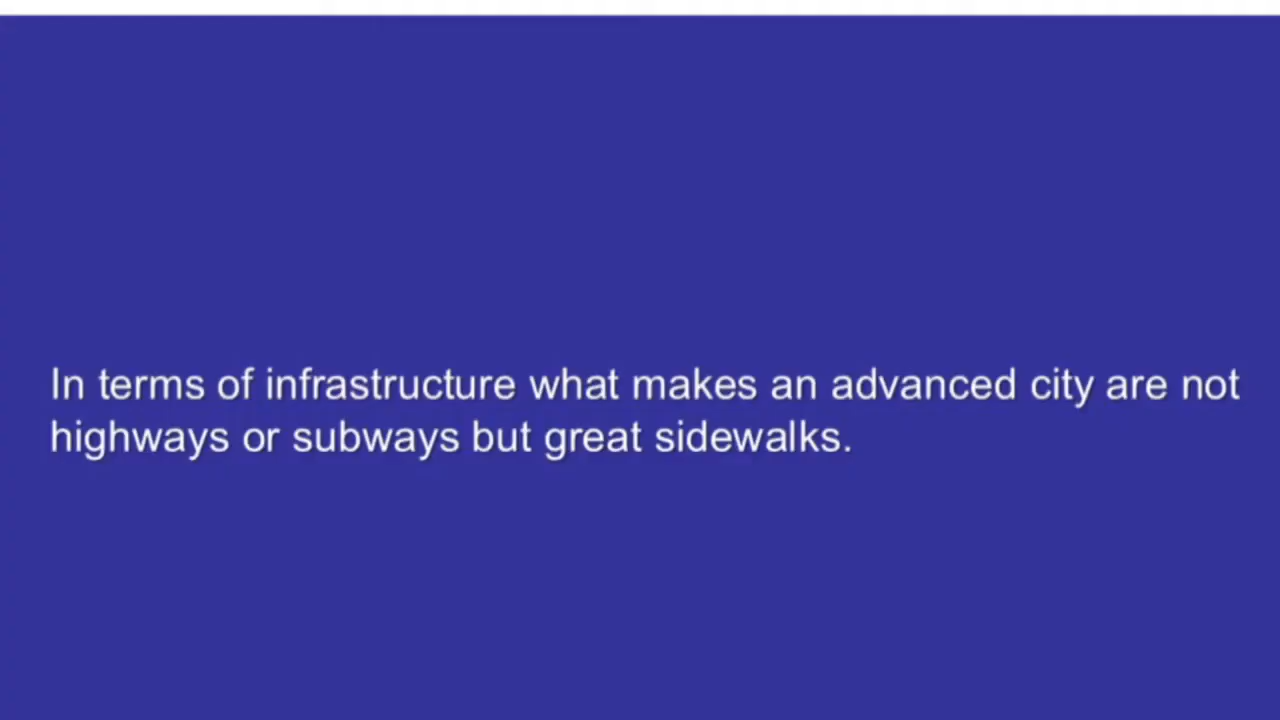 In terms of infrastructure what makes an advanced city are not
highways or subways but great sidewalks.